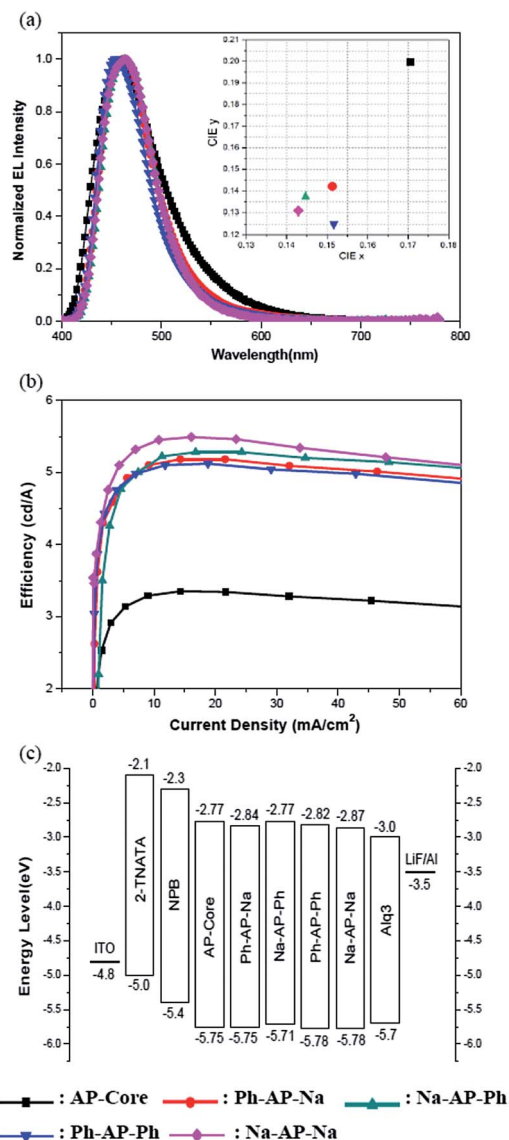 (a)
Normalized EL Intensity
1.0
0.8
0.6
0.4
0.2
0.0
400 500 600 700 800
Wavelength(nm)
CIE y
0.21
0.20
0.19
0.18
0.17
0.16
0.15
0.14
0.13
0.12
0.13 0.14 0.15 0.16 0.17 0.18
CIE x
(b)
Efficiency (cd/A)
6
5
4
3
2
0 10 20 30 40 50 60
Current Density (mA/cm²)
(c)
Energy Level(eV)
-2.0 -2.0
-2.5 -2.5
-3.0 -3.0
-3.5 -3.5
-4.0 -4.0
-4.5 -4.5
-5.0 -5.0
-5.5 -5.5
-6.0 -6.0
ITO
-4.8
-2.1
2-TNATA
-5.0
-2.3
NPB
-5.4
-2.77
AP-Core
-5.75
-2.84
Ph-AP-Na
-5.75
-2.77
Na-AP-Ph
-5.71
-2.82
Ph-AP-Ph
-5.78
-2.87
Na-AP-Na
-5.78
-3.0
Alq3
-5.7
LiF/Al
-3.5
: AP-Core : Ph-AP-Na : Na-AP-Ph
: Ph-AP-Ph : Na-AP-Na